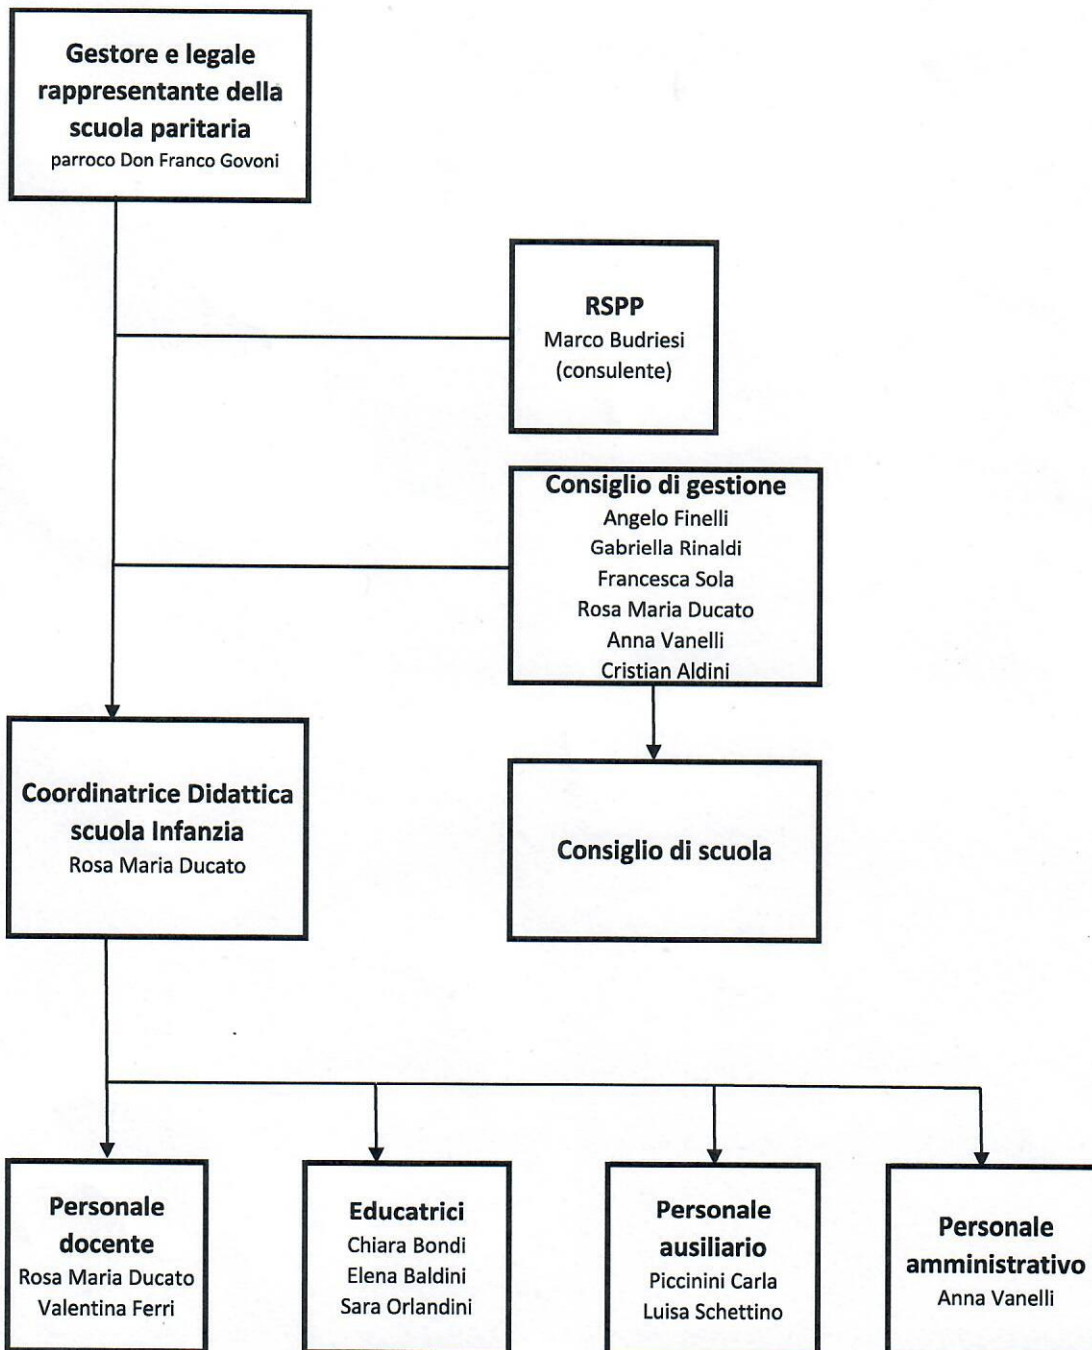 Gestore e legale
rappresentante della
scuola paritaria
parroco Don Franco Govoni
RSPP
Marco Budriesi
(consulente)
Consiglio di gestione
Angelo Finelli
Gabriella Rinaldi
Francesca Sola
Rosa Maria Ducato
Anna Vanelli
Cristian Aldini
Coordinatrice Didattica
scuola Infanzia
Rosa Maria Ducato
Consiglio di scuola
Personale
docente
Rosa Maria Ducato
Valentina Ferri
Educatrici
Chiara Bondi
Elena Baldini
Sara Orlandini
Personale
ausiliario
Piccinini Carla
Luisa Schettino
Personale
amministrativo
Anna Vanelli